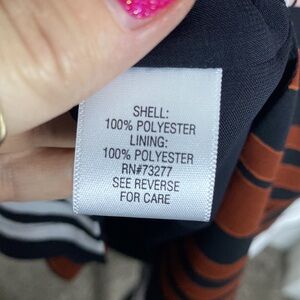 SHELL:
100% POLYESTER
LINING:
100% POLYESTER
RN#73277
SEE REVERSE
FOR CARE